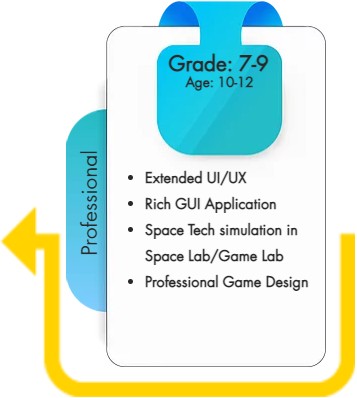 Grade: 7-9
Age: 10-12
Professional
• Extended UI/UX
• Rich GUI Application
• Space Tech simulation in
Space Lab/Game Lab
• Professional Game Design